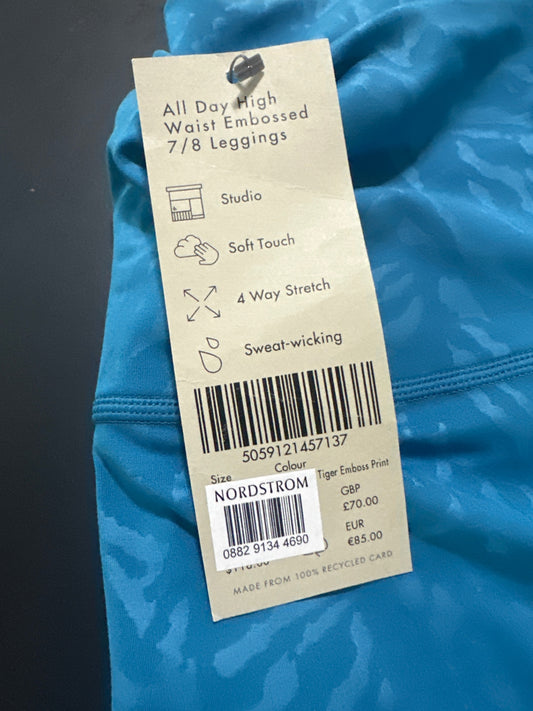 All Day High
Waist Embossed
7/8 Leggings
Studio
Soft Touch
4 Way Stretch
Sweat-wicking
5059121457137
Size
Colour
Tiger Emboss Print
NORDSTROM
0882 9134 4690
GBP
£70.00
EUR
€85.00
MADE FROM 100% RECYCLED CARD